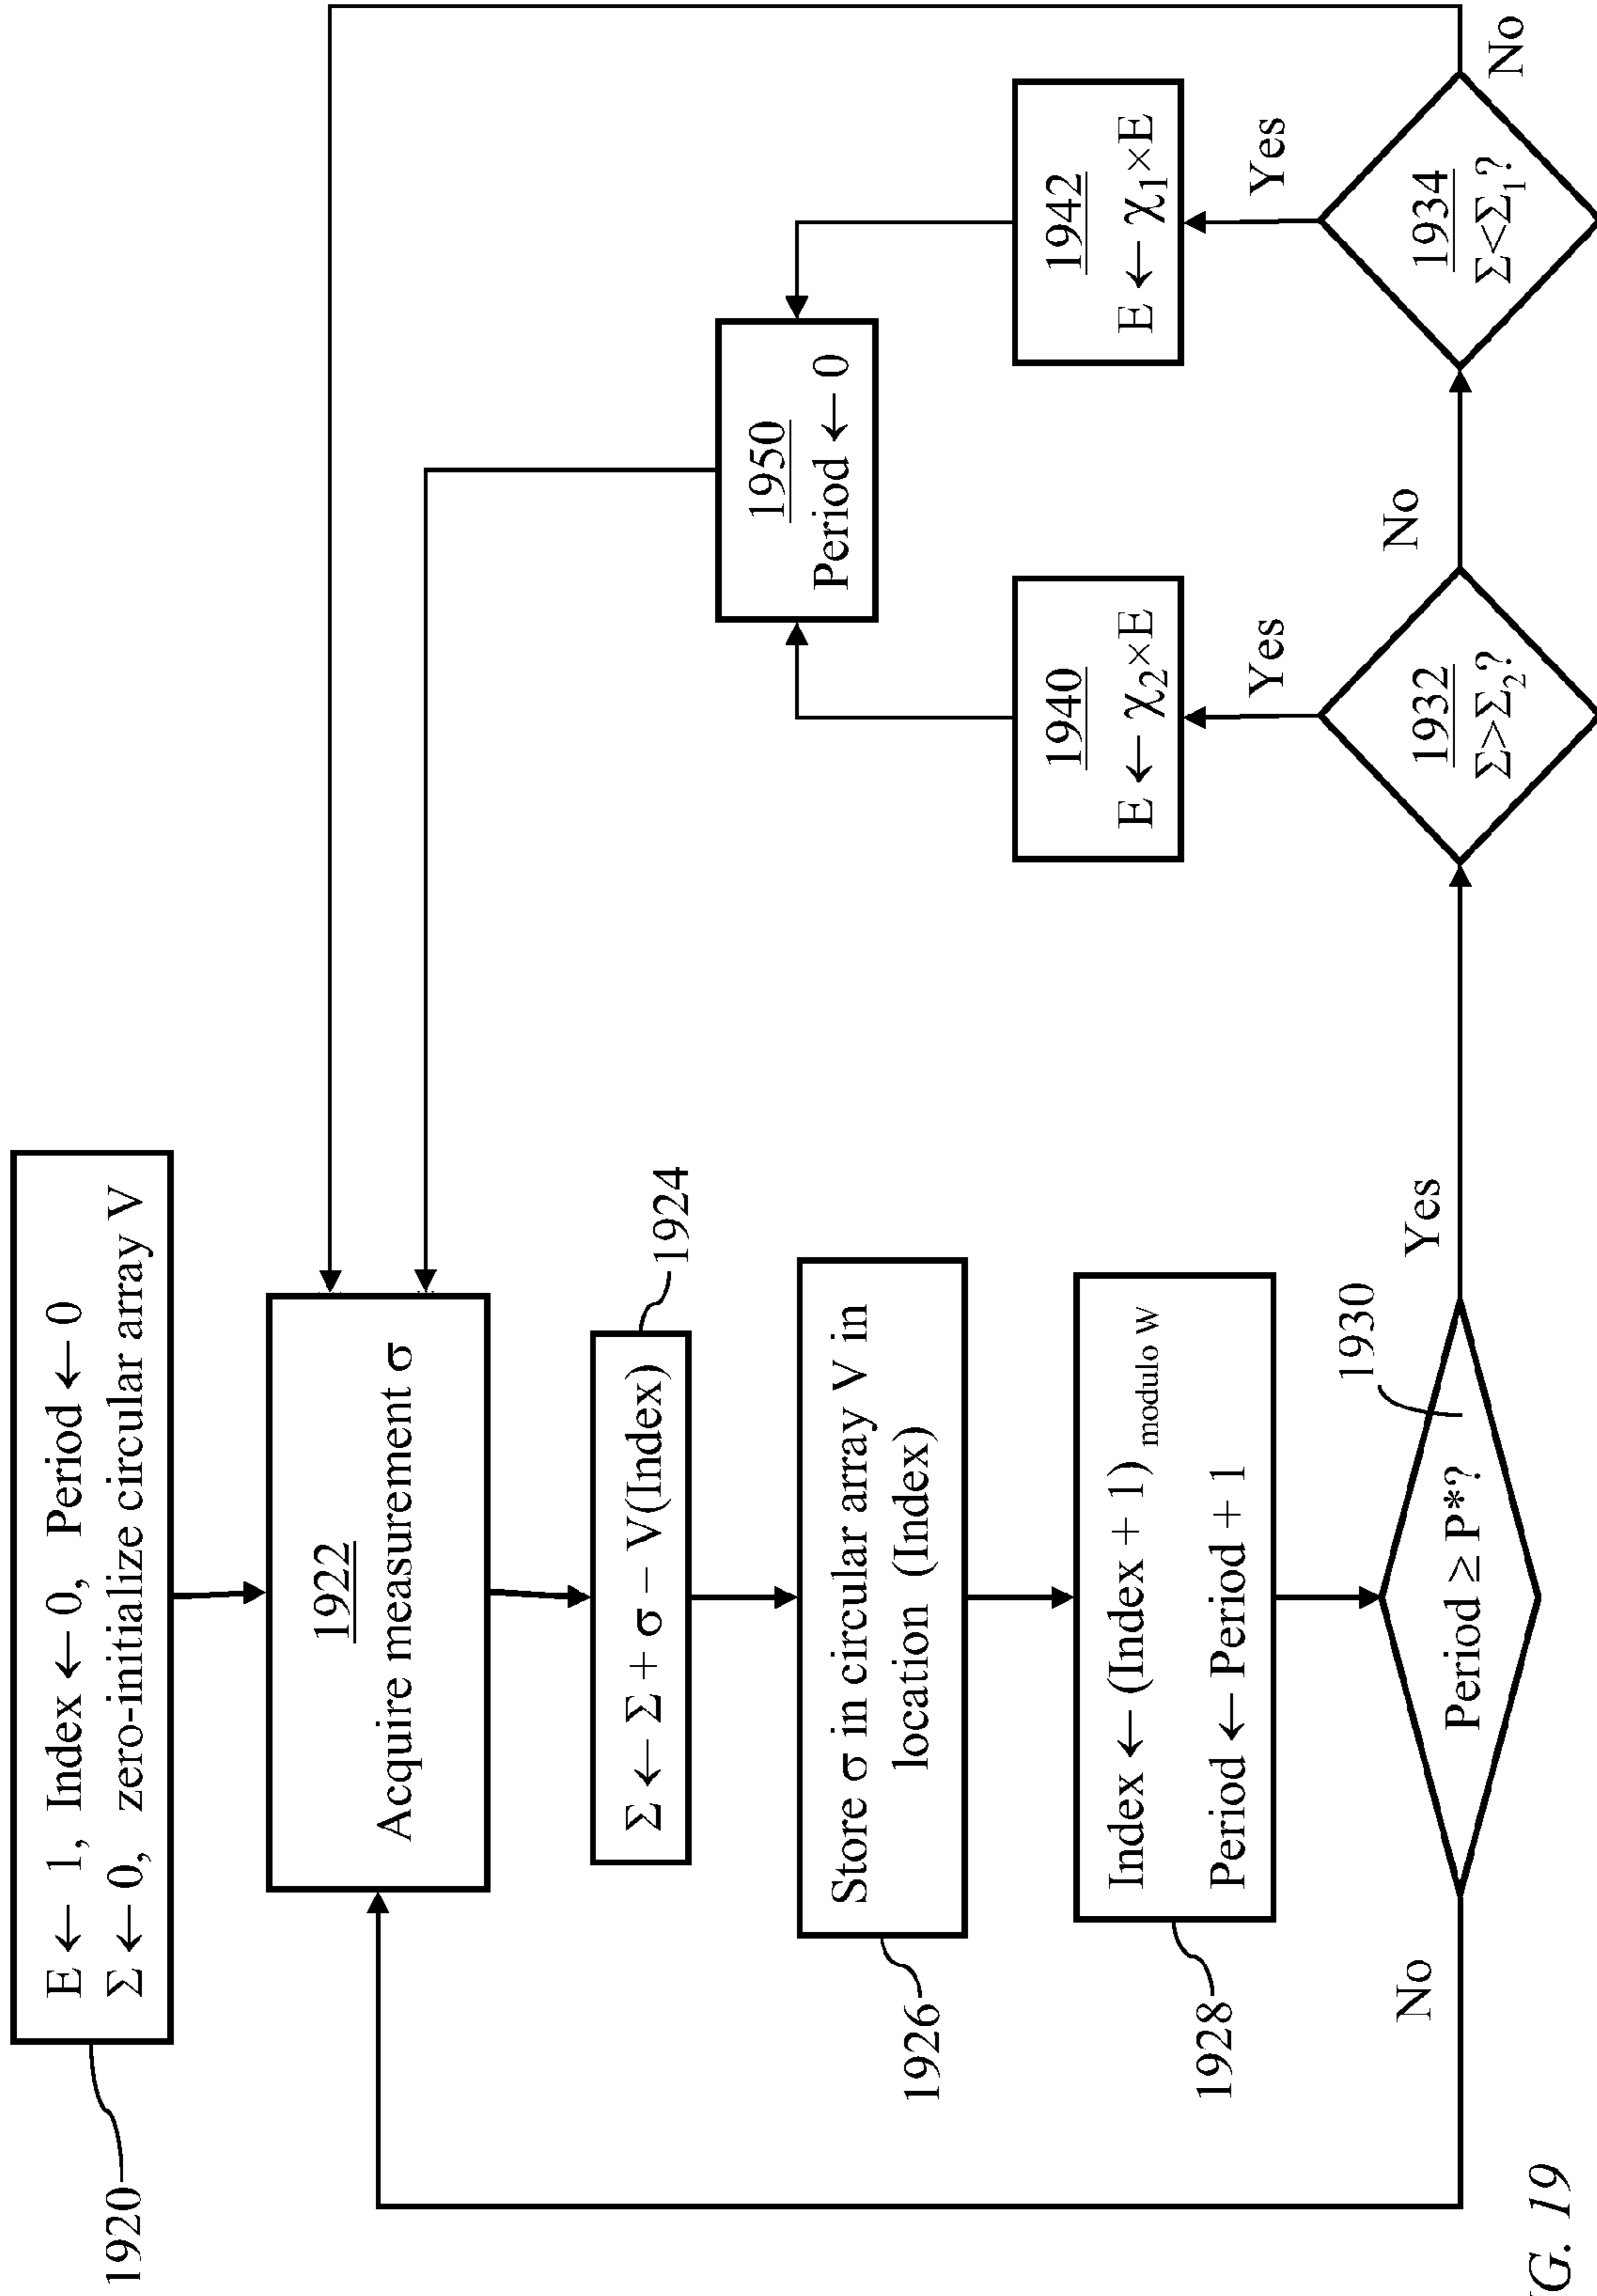 1920
E ← 1, Index ← 0, Period ← 0
Σ ← 0, zero-initialize circular array V
1922
Acquire measurement σ
Σ ← Σ + σ − V(Index)
1924
Store σ in circular array V in
location (Index)
1926
Index ← (Index + 1) modulo W
Period ← Period + 1
1928
1930
Period ≥ P*?
No
Yes
1932
Σ>Σ2?
Yes
No
1934
Σ<Σ1?
Yes
No
1940
E ← χ2×E
1942
E ← χ1×E
1950
Period ← 0
IG. 19